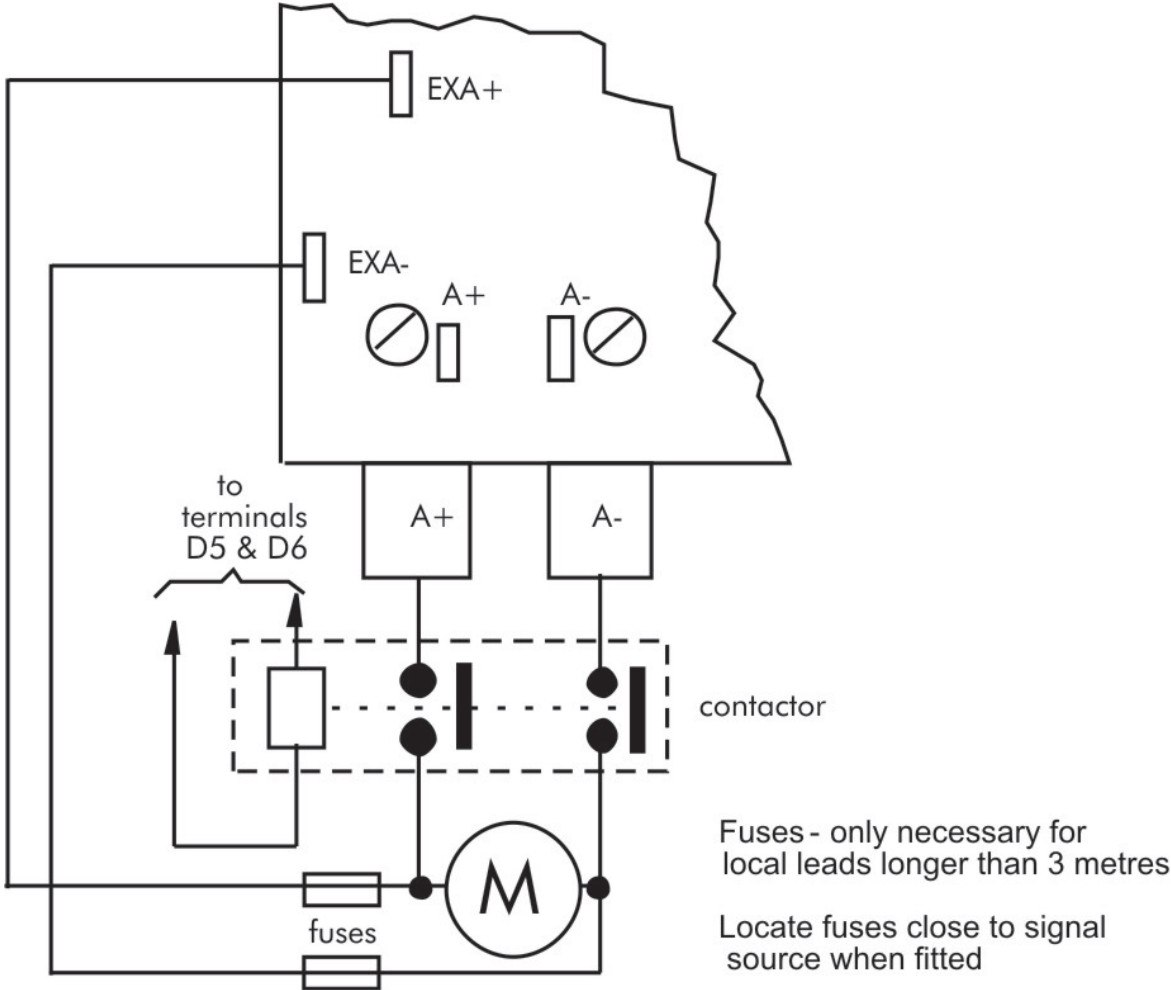 EXA+
EXA-
A+
A-
to
terminals
D5 & D6
A+
A-
contactor
M
fuses
Fuses - only necessary for
local leads longer than 3 metres
Locate fuses close to signal
source when fitted